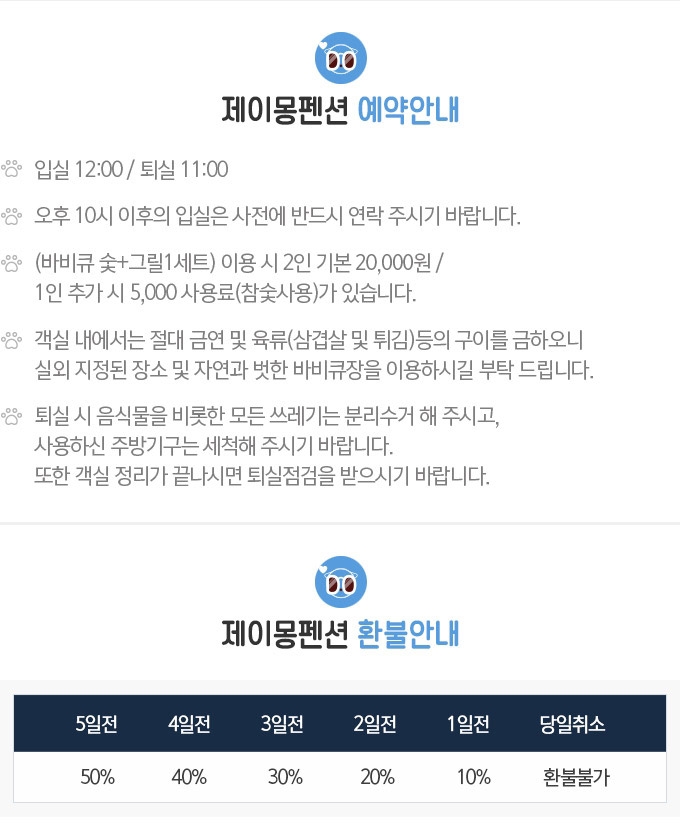 제이몽펜션 예약안내
입실 12:00 / 퇴실 11:00
오후 10시 이후의 입실은 사전에 반드시 연락 주시기 바랍니다.
(바비큐 숯+그릴1세트) 이용 시 2인 기본 20,000원 /
1인 추가 시 5,000 사용료(참숯사용)가 있습니다.
객실 내에서는 절대 금연 및 육류(삼겹살 및 튀김)등의 구이를 금하오니
실외 지정된 장소 및 자연과 벗한 바비큐장을 이용하시길 부탁 드립니다.
퇴실 시 음식물을 비롯한 모든 쓰레기는 분리수거 해 주시고,
사용하신 주방기구는 세척해 주시기 바랍니다.
또한 객실 정리가 끝나시면 퇴실점검을 받으시기 바랍니다.
제이몽펜션 환불안내
5일전 4일전 3일전 2일전 1일전 당일취소
50% 40% 30% 20% 10% 환불불가